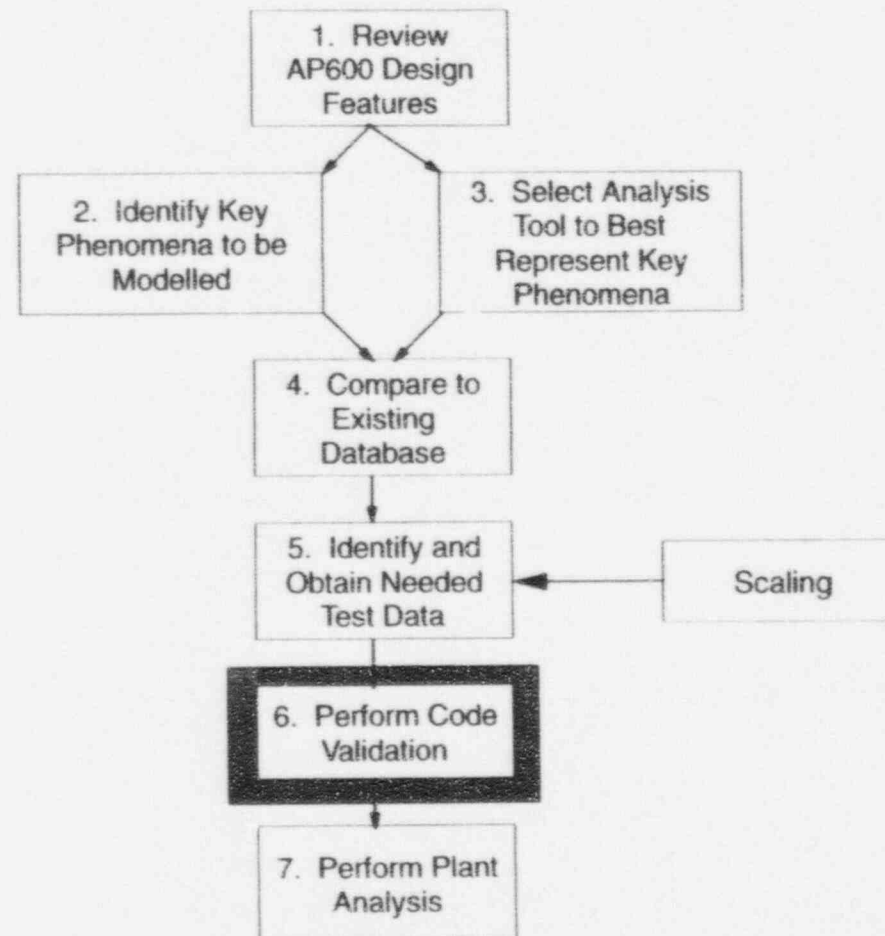 1. Review
AP600 Design
Features
2. Identify Key
Phenomena to be
Modelled
3. Select Analysis
Tool to Best
Represent Key
Phenomena
4. Compare to
Existing
Database
5. Identify and
Obtain Needed
Test Data
Scaling
6. Perform Code
Validation
7. Perform Plant
Analysis